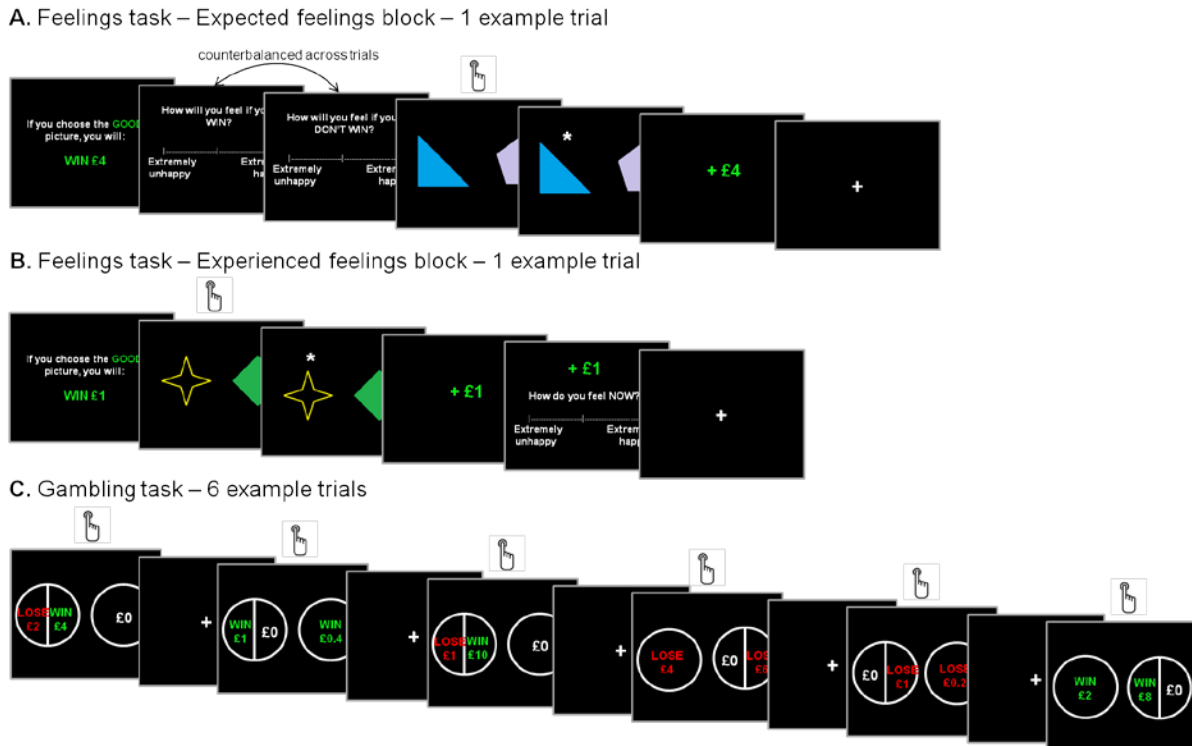 A. Feelings task – Expected feelings block – 1 example trial
counterbalanced across trials
If you choose the GOOD
picture, you will:
WIN £4
How will you feel if you
WIN?
Extremely
unhappy
How will you feel if you
DON'T WIN?
Extremely
unhappy
*
+ £4
+
B. Feelings task – Experienced feelings block – 1 example trial
If you choose the GOOD
picture, you will:
WIN £1
*
+ £1
+ £1
How do you feel NOW?
Extremely
unhappy
+
C. Gambling task – 6 example trials
LOSE
£2
WIN
£4
£0
+
WIN
£1
£0
WIN
£0.4
+
LOSE
£1
WIN
£10
£0
+
LOSE
£4
£0
+
£0
LOSE
£1
LOSE
£0.2
+
WIN
£2
WIN
£8
£0